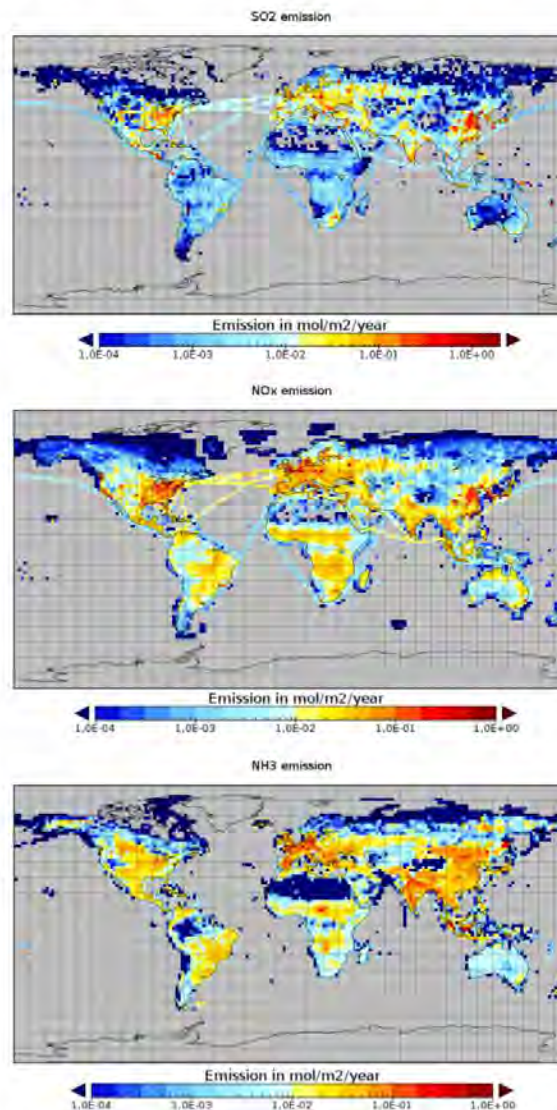 SO2 emission
Emission in mol/m2/year
1,0E-04 1,0E-03 1,0E-02 1,0E-01 1,0E+00
NOx emission
Emission in mol/m2/year
1,0E-04 1,0E-03 1,0E-02 1,0E-01 1,0E+00
NH3 emission
Emission in mol/m2/year
1,0E-04 1,0E-03 1,0E-02 1,0E-01 1,0E+00